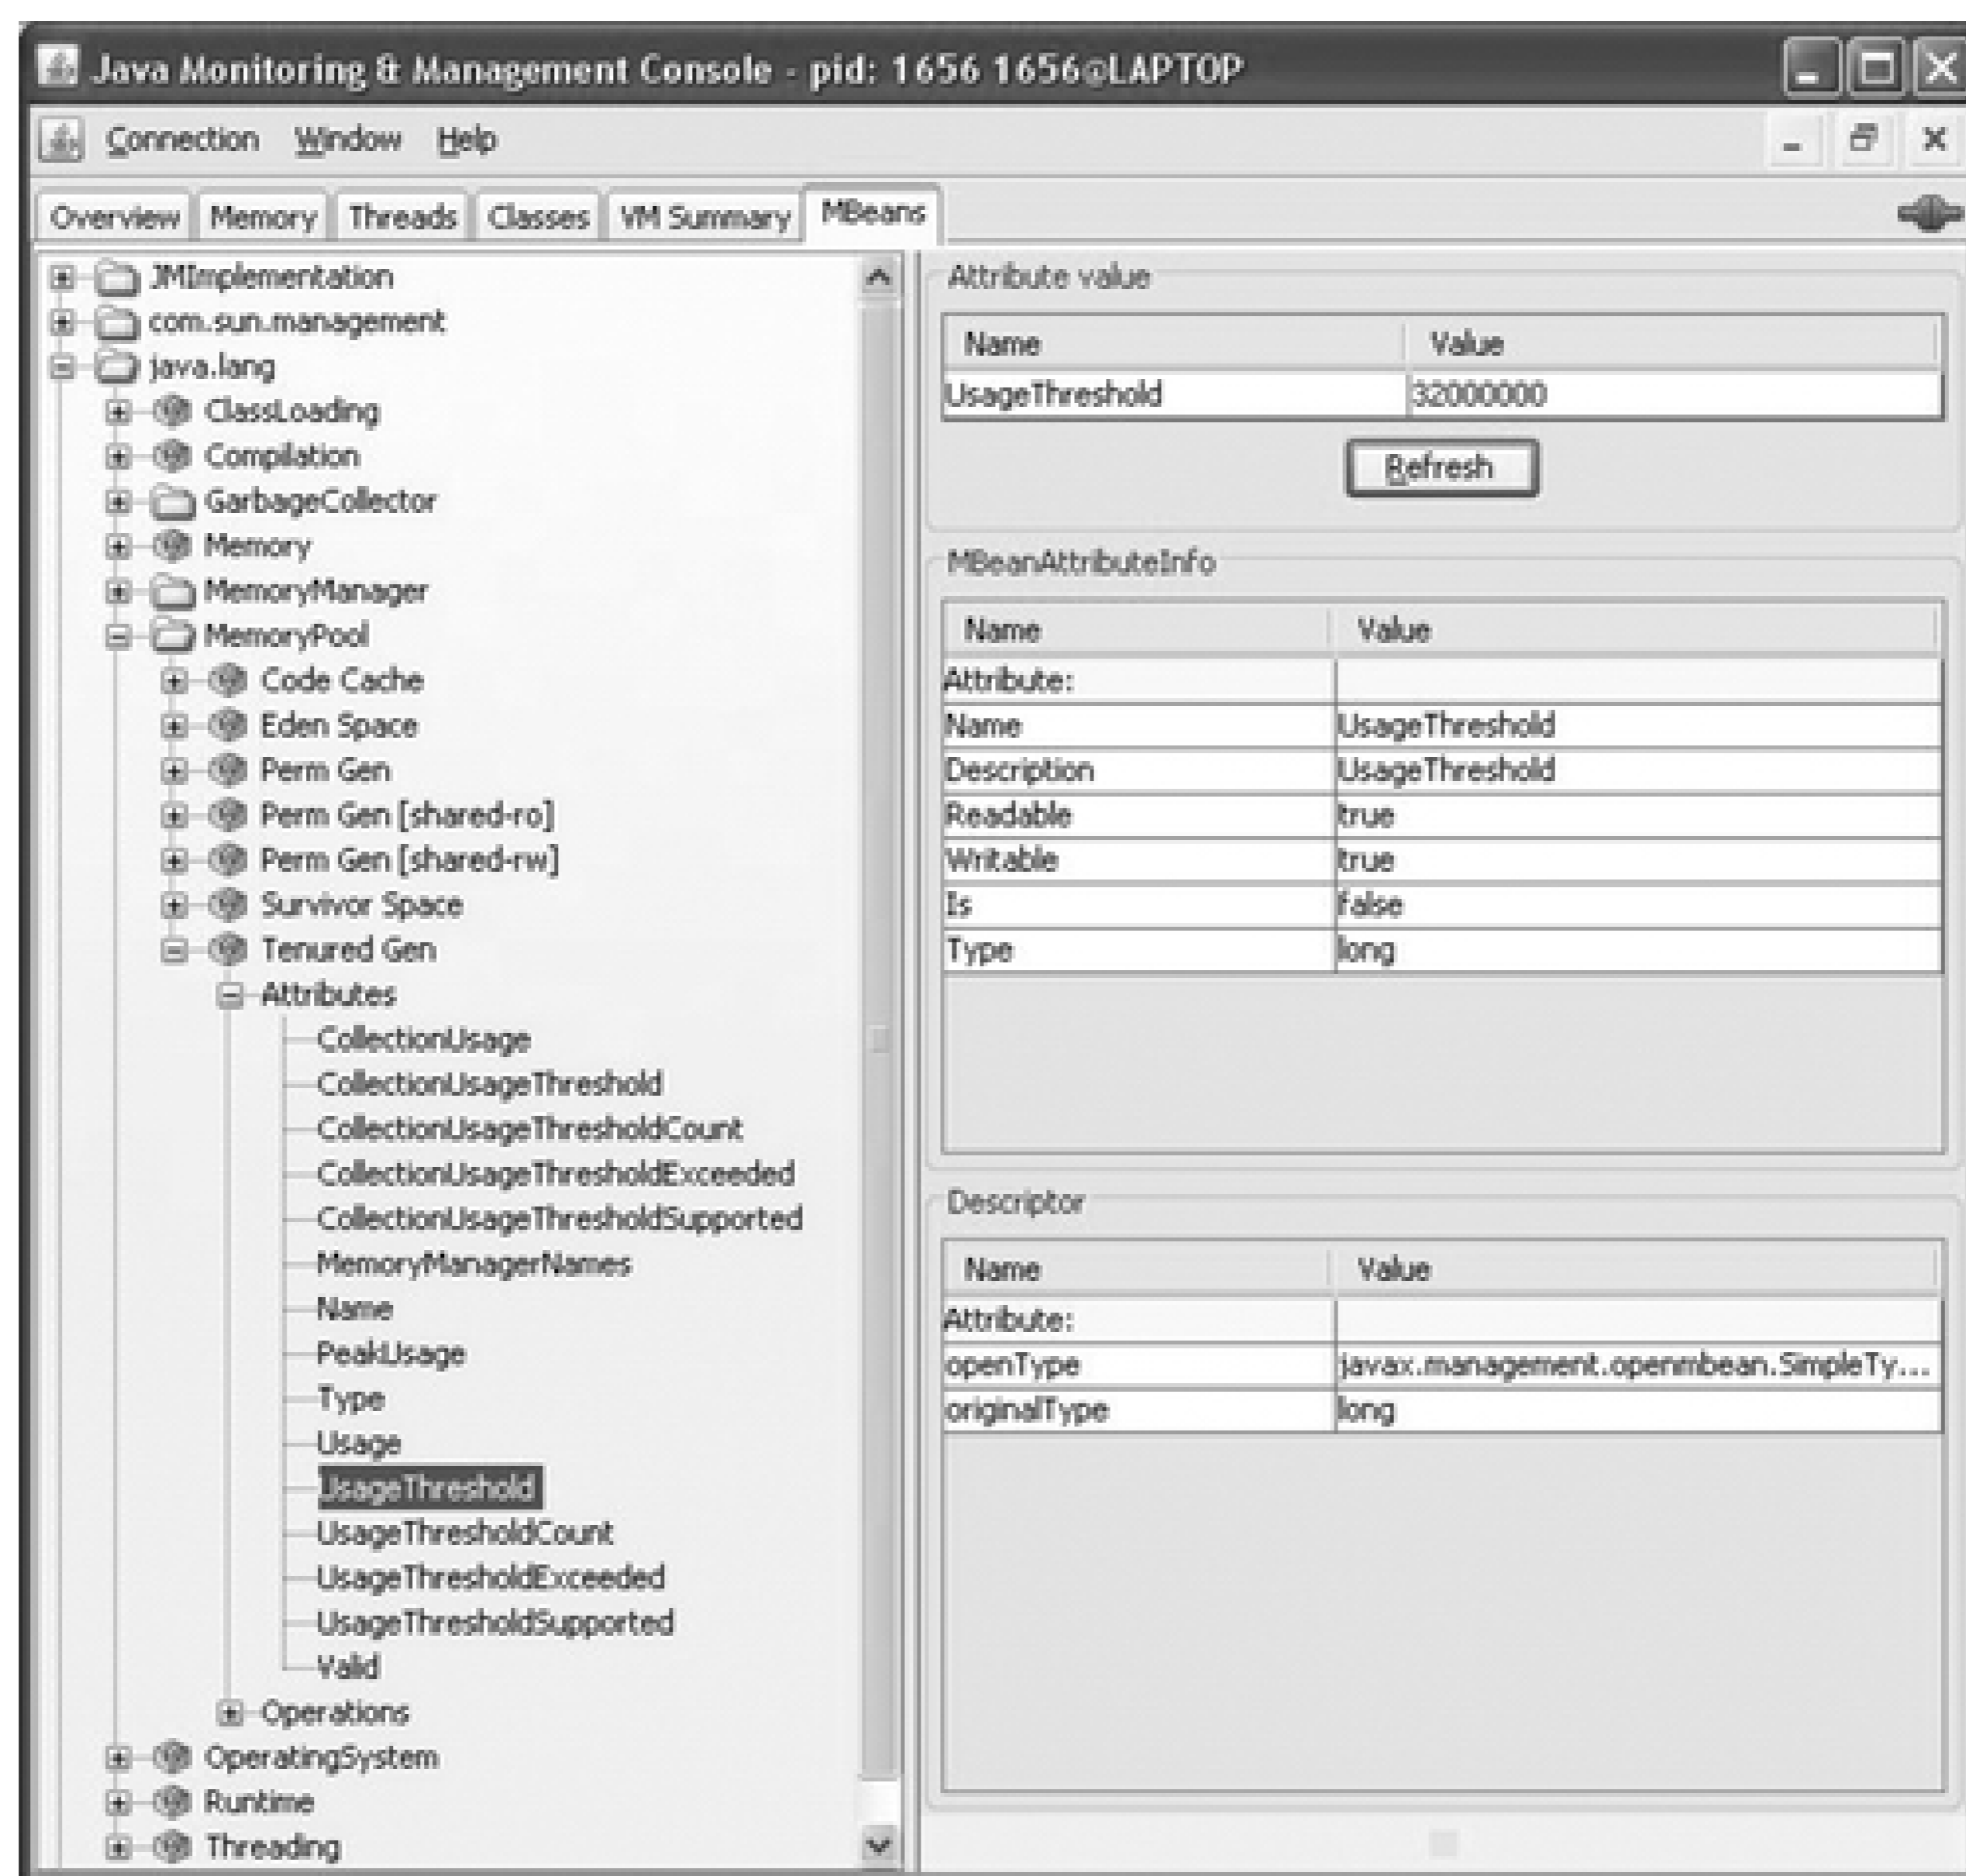 Java Monitoring & Management Console - pid: 1656 1656@LAPTOP
Connection Window Help
Overview Memory Threads Classes VM Summary MBeans
JMImplementation
com.sun.management
java.lang
ClassLoading
Compilation
GarbageCollector
Memory
MemoryManager
MemoryPool
Code Cache
Eden Space
Perm Gen
Perm Gen [shared-ro]
Perm Gen [shared-rw]
Survivor Space
Tenured Gen
Attributes
CollectionUsage
CollectionUsageThreshold
CollectionUsageThresholdCount
CollectionUsageThresholdExceeded
CollectionUsageThresholdSupported
MemoryManagerNames
Name
PeakUsage
Type
Usage
UsageThreshold
UsageThresholdCount
UsageThresholdExceeded
UsageThresholdSupported
Valid
Operations
OperatingSystem
Runtime
Threading
Attribute value
Name Value
UsageThreshold 32000000
Refresh
MBeanAttributeInfo
Name Value
Attribute:
Name UsageThreshold
Description UsageThreshold
Readable true
Writable true
Is false
Type long
Descriptor
Name Value
Attribute:
openType javax.management.openmbean.SimpleTy...
originalType long